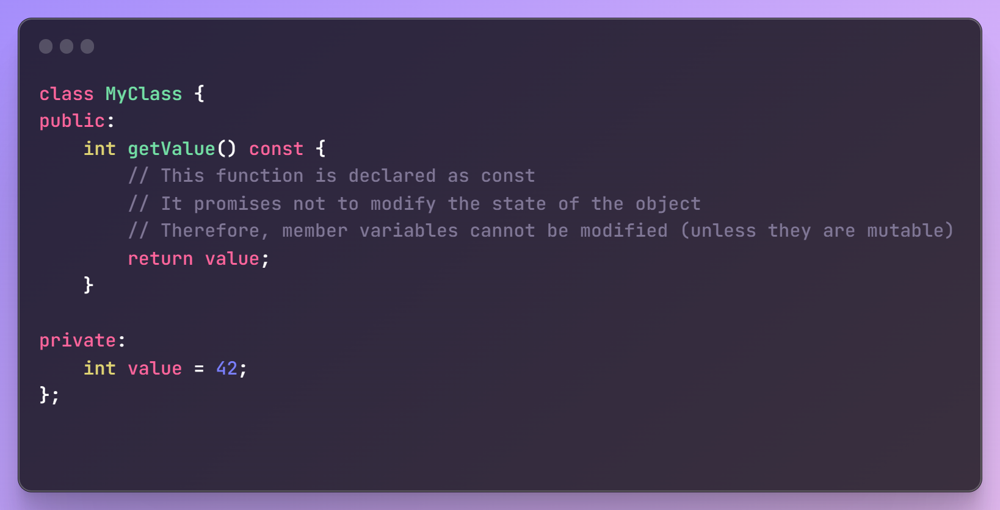 class MyClass {
public:
    int getValue() const {
        // This function is declared as const
        // It promises not to modify the state of the object
        // Therefore, member variables cannot be modified (unless they are mutable)
        return value;
    }

private:
    int value = 42;
};